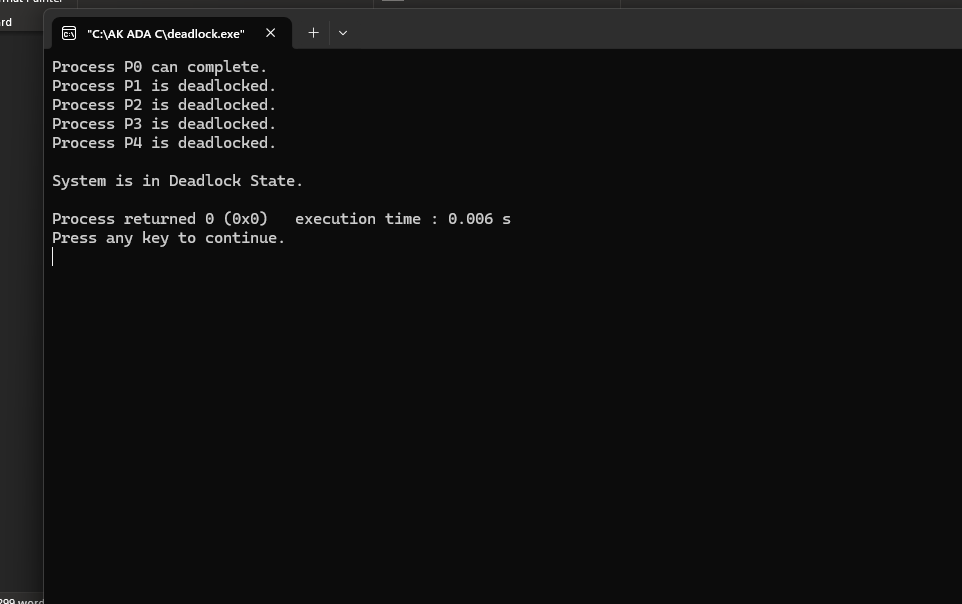 "C:\AK ADA C\deadlock.exe"
Process P0 can complete.
Process P1 is deadlocked.
Process P2 is deadlocked.
Process P3 is deadlocked.
Process P4 is deadlocked.
System is in Deadlock State.
Process returned 0 (0x0)   execution time : 0.006 s
Press any key to continue.